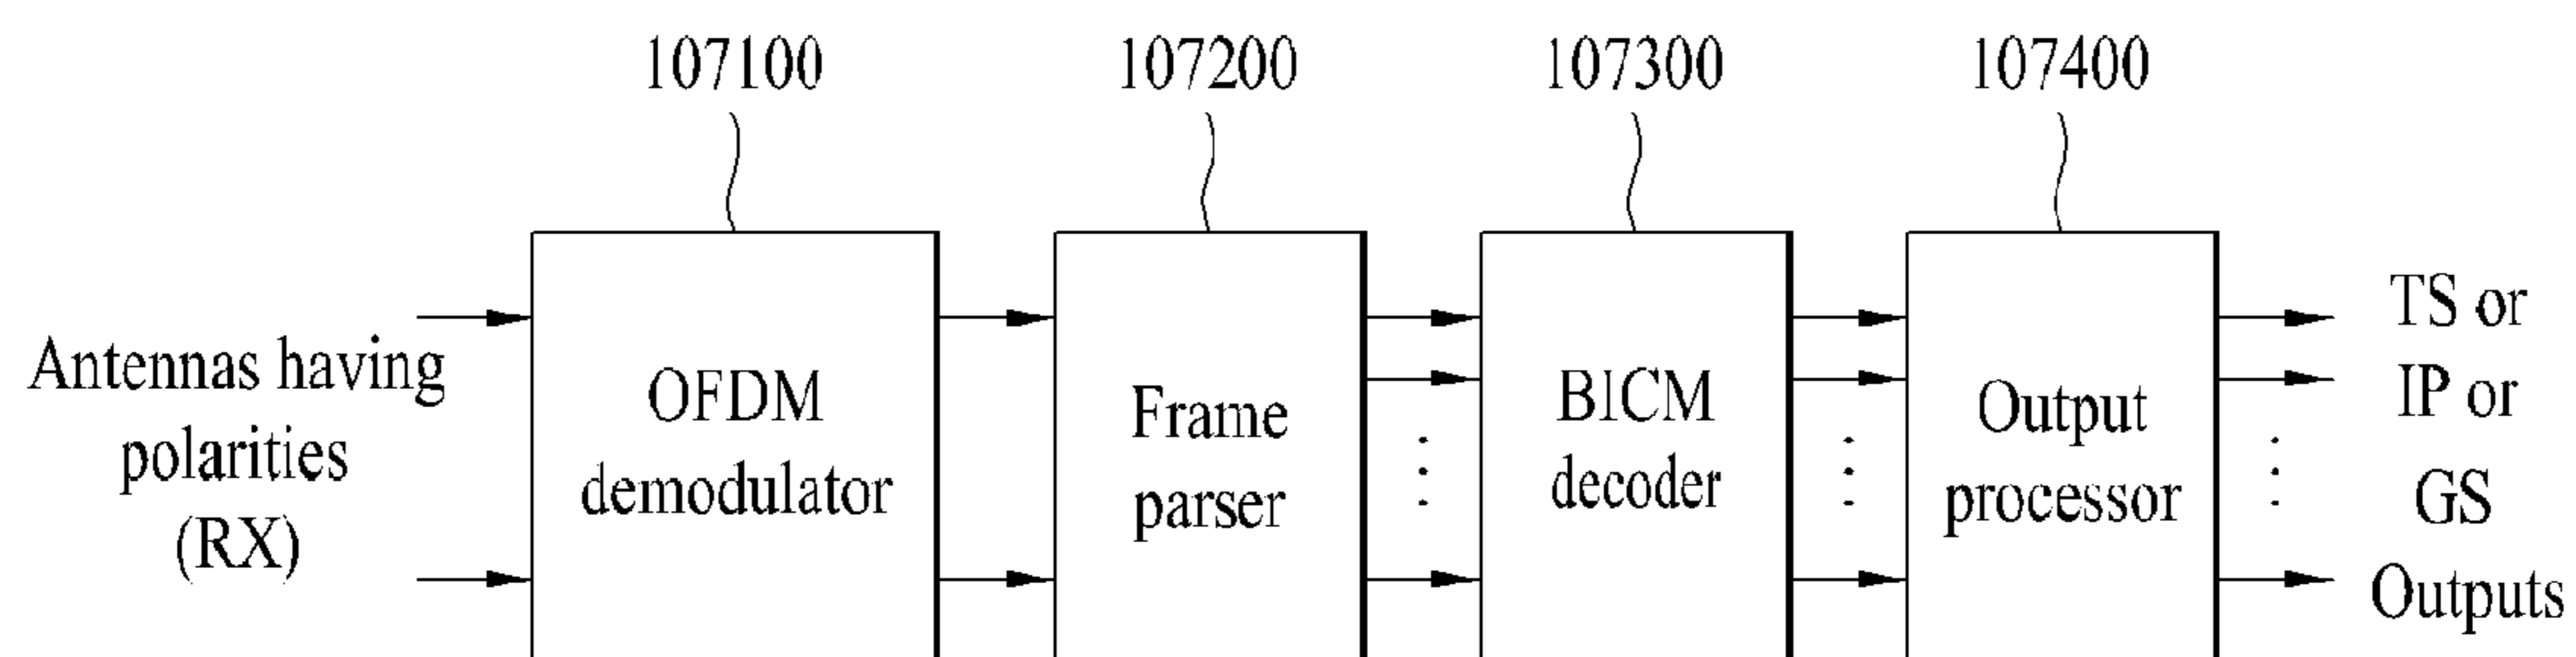 107100
107200
107300
107400
Antennas having
polarities
(RX)
OFDM
demodulator
Frame
parser
BICM
decoder
Output
processor
TS or
IP or
GS
Outputs